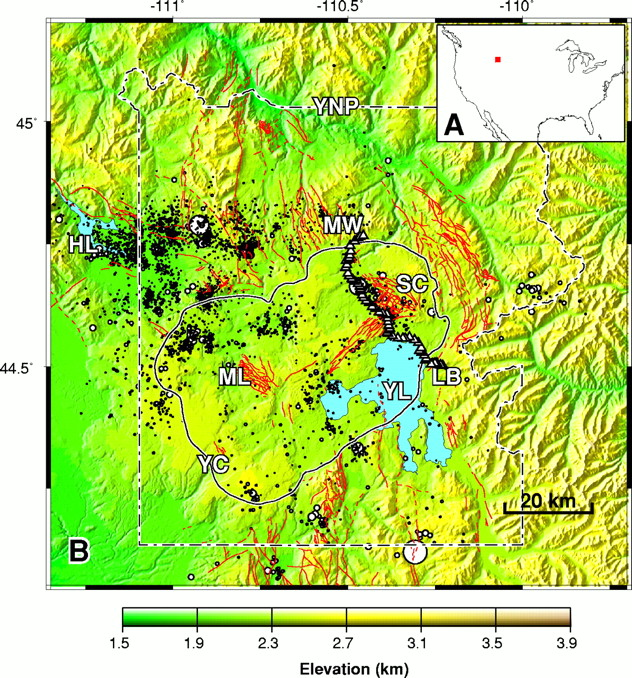 -111° -110.5° -110°
A
YNP
45°
HL
MW
SC
44.5°
ML
YL
LB
YC
20 km
B
1.5 1.9 2.3 2.7 3.1 3.5 3.9
Elevation (km)